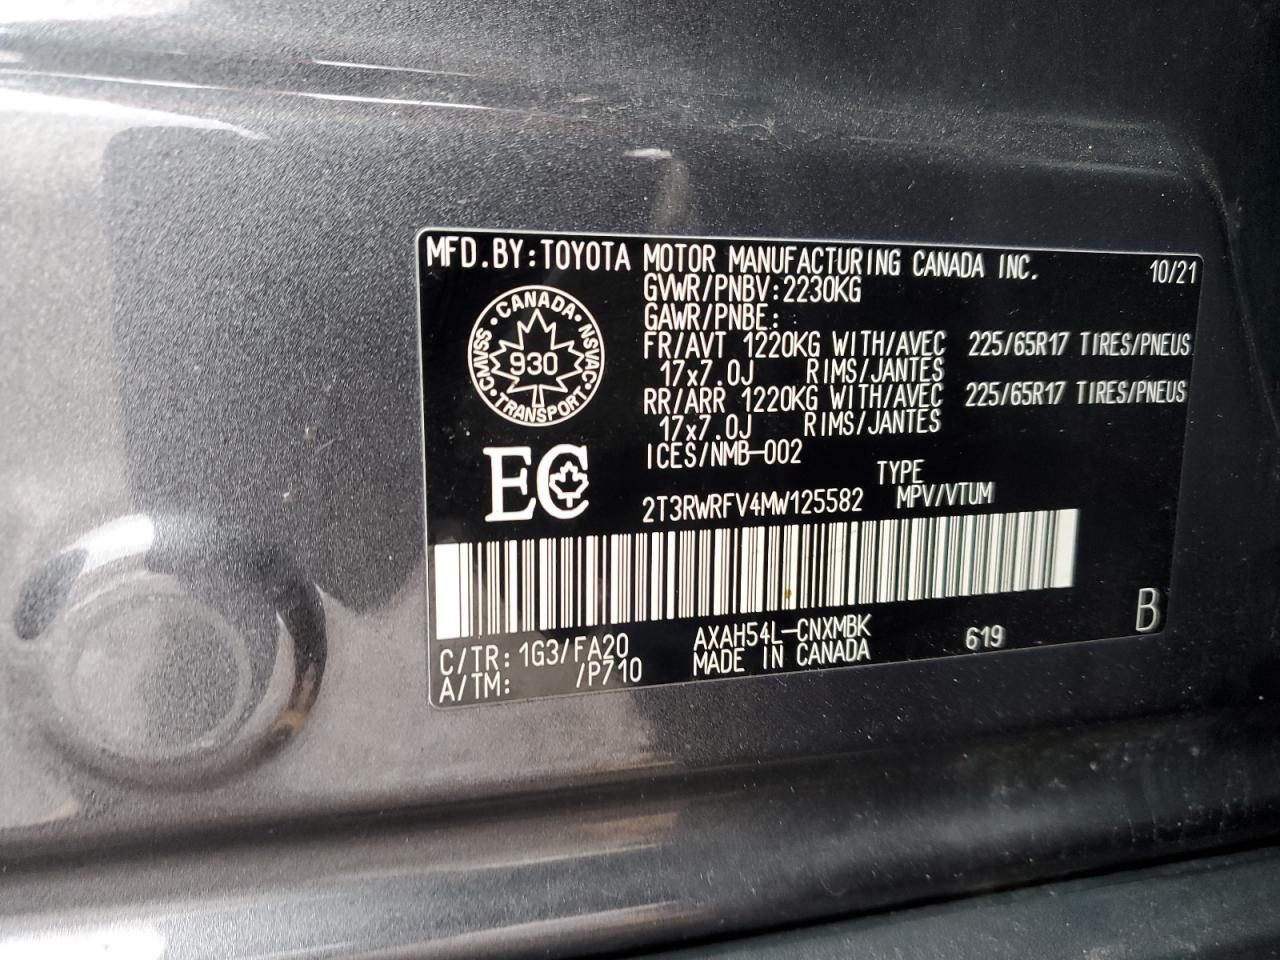 MFD.BY:TOYOTA MOTOR MANUFACTURING CANADA INC. 10/21
GVWR/PNBV:2230KG
GAWR/PNBE:
FR/AVT 1220KG WITH/AVEC 225/65R17 TIRES/PNEUS
17x7.0J RIMS/JANTES
RR/ARR 1220KG WITH/AVEC 225/65R17 TIRES/PNEUS
17x7.0J RIMS/JANTES
ICES/NMB-002
CANADA · NSVAC · TRANSPORT · CMVSS ·
930
EC
TYPE
2T3RWRFV4MW125582 MPV/VTUM
C/TR: 1G3/FA20 AXAH54L-CNXMBK 619 B
A/TM: /P710 MADE IN CANADA